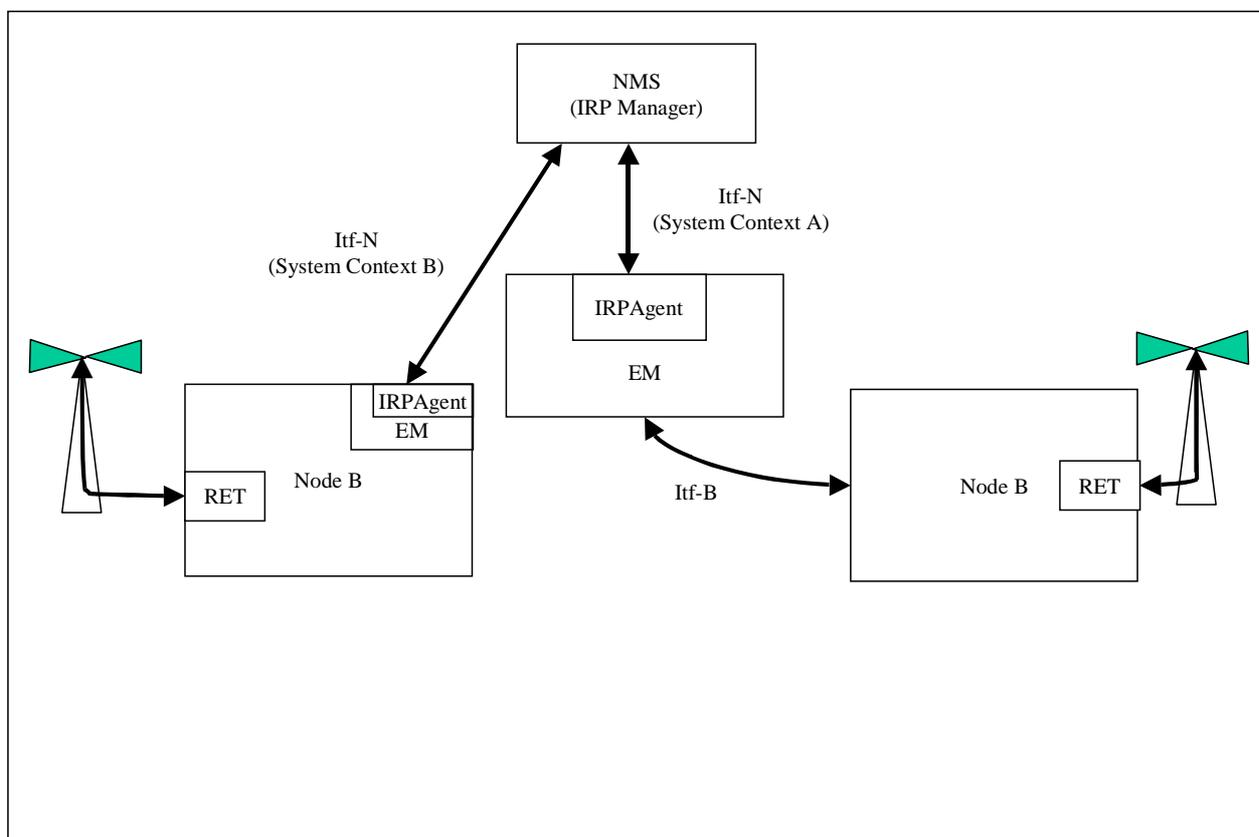 NMS
(IRP Manager)
Itf-N
(System Context A)
Itf-N
(System Context B)
IRPAgent
EM
IRPAgent
EM
Node B
RET
Itf-B
Node B
RET